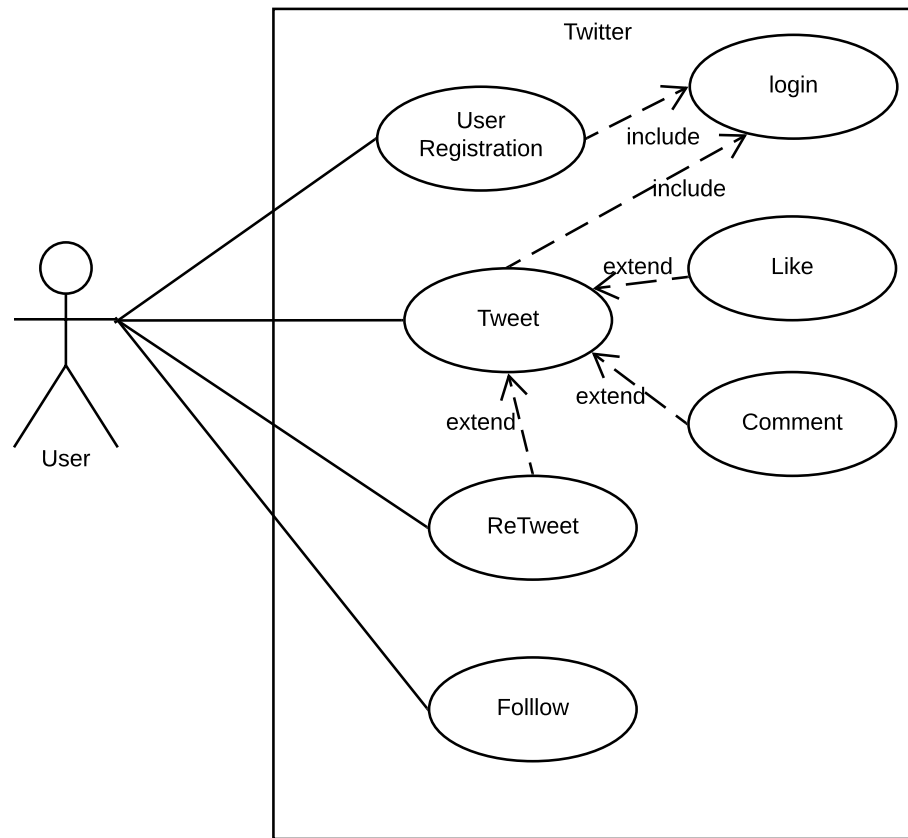 Twitter
login
User
Registration
include
include
extend
Like
Tweet
extend
Comment
extend
User
ReTweet
Folllow